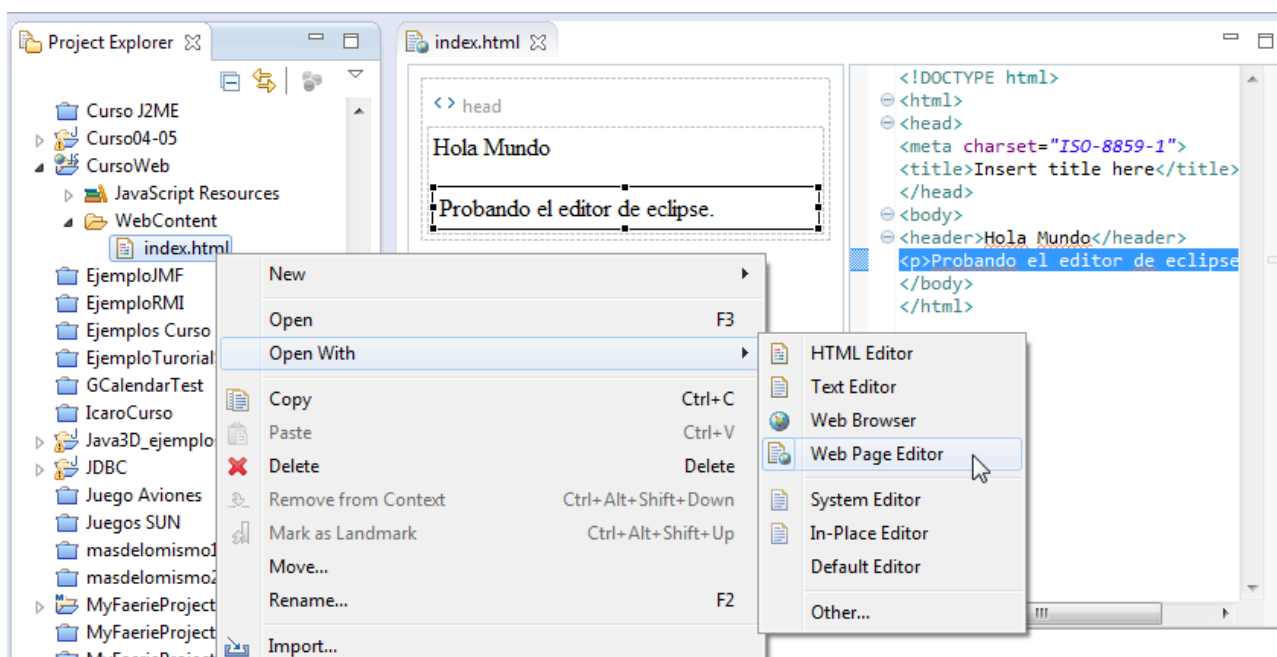 Project Explorer
Curso J2ME
Curso04-05
CursoWeb
JavaScript Resources
WebContent
index.html
EjemploJMF
EjemploRMI
Ejemplos Curso
EjemploTurorial
GCalendarTest
IcaroCurso
Java3D_ejemplo
JDBC
Juego Aviones
Juegos SUN
masdelomismo1
masdelomismo2
MyFaerieProject
MyFaerieProject
index.html
head
Hola Mundo
Probando el editor de eclipse.
<!DOCTYPE html>
<html>
<head>
<meta charset="ISO-8859-1">
<title>Insert title here</title>
</head>
<body>
<header>Hola Mundo</header>
<p>Probando el editor de eclipse
</body>
</html>
New
Open F3
Open With
Copy Ctrl+C
Paste Ctrl+V
Delete Delete
Remove from Context Ctrl+Alt+Shift+Down
Mark as Landmark Ctrl+Alt+Shift+Up
Move...
Rename... F2
Import...
HTML Editor
Text Editor
Web Browser
Web Page Editor
System Editor
In-Place Editor
Default Editor
Other...